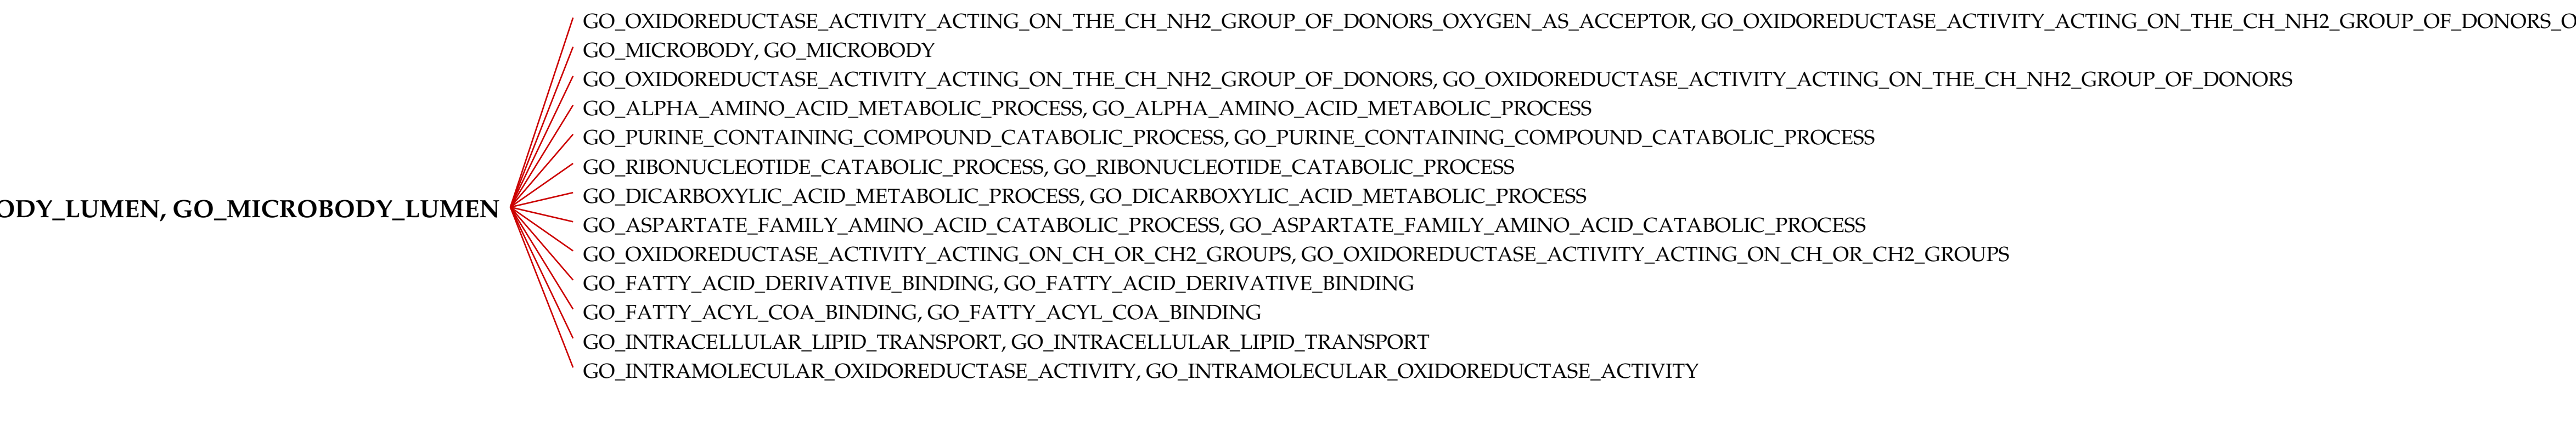 GO_OXIDOREDUCTASE_ACTIVITY_ACTING_ON_THE_CH_NH2_GROUP_OF_DONORS_OXYGEN_AS_ACCEPTOR, GO_OXIDOREDUCTASE_ACTIVITY_ACTING_ON_THE_CH_NH2_GROUP_OF_DONORS_O
GO_MICROBODY, GO_MICROBODY
GO_OXIDOREDUCTASE_ACTIVITY_ACTING_ON_THE_CH_NH2_GROUP_OF_DONORS, GO_OXIDOREDUCTASE_ACTIVITY_ACTING_ON_THE_CH_NH2_GROUP_OF_DONORS
GO_ALPHA_AMINO_ACID_METABOLIC_PROCESS, GO_ALPHA_AMINO_ACID_METABOLIC_PROCESS
GO_PURINE_CONTAINING_COMPOUND_CATABOLIC_PROCESS, GO_PURINE_CONTAINING_COMPOUND_CATABOLIC_PROCESS
GO_RIBONUCLEOTIDE_CATABOLIC_PROCESS, GO_RIBONUCLEOTIDE_CATABOLIC_PROCESS
GO_DICARBOXYLIC_ACID_METABOLIC_PROCESS, GO_DICARBOXYLIC_ACID_METABOLIC_PROCESS
ODY_LUMEN, GO_MICROBODY_LUMEN
GO_ASPARTATE_FAMILY_AMINO_ACID_CATABOLIC_PROCESS, GO_ASPARTATE_FAMILY_AMINO_ACID_CATABOLIC_PROCESS
GO_OXIDOREDUCTASE_ACTIVITY_ACTING_ON_CH_OR_CH2_GROUPS, GO_OXIDOREDUCTASE_ACTIVITY_ACTING_ON_CH_OR_CH2_GROUPS
GO_FATTY_ACID_DERIVATIVE_BINDING, GO_FATTY_ACID_DERIVATIVE_BINDING
GO_FATTY_ACYL_COA_BINDING, GO_FATTY_ACYL_COA_BINDING
GO_INTRACELLULAR_LIPID_TRANSPORT, GO_INTRACELLULAR_LIPID_TRANSPORT
GO_INTRAMOLECULAR_OXIDOREDUCTASE_ACTIVITY, GO_INTRAMOLECULAR_OXIDOREDUCTASE_ACTIVITY